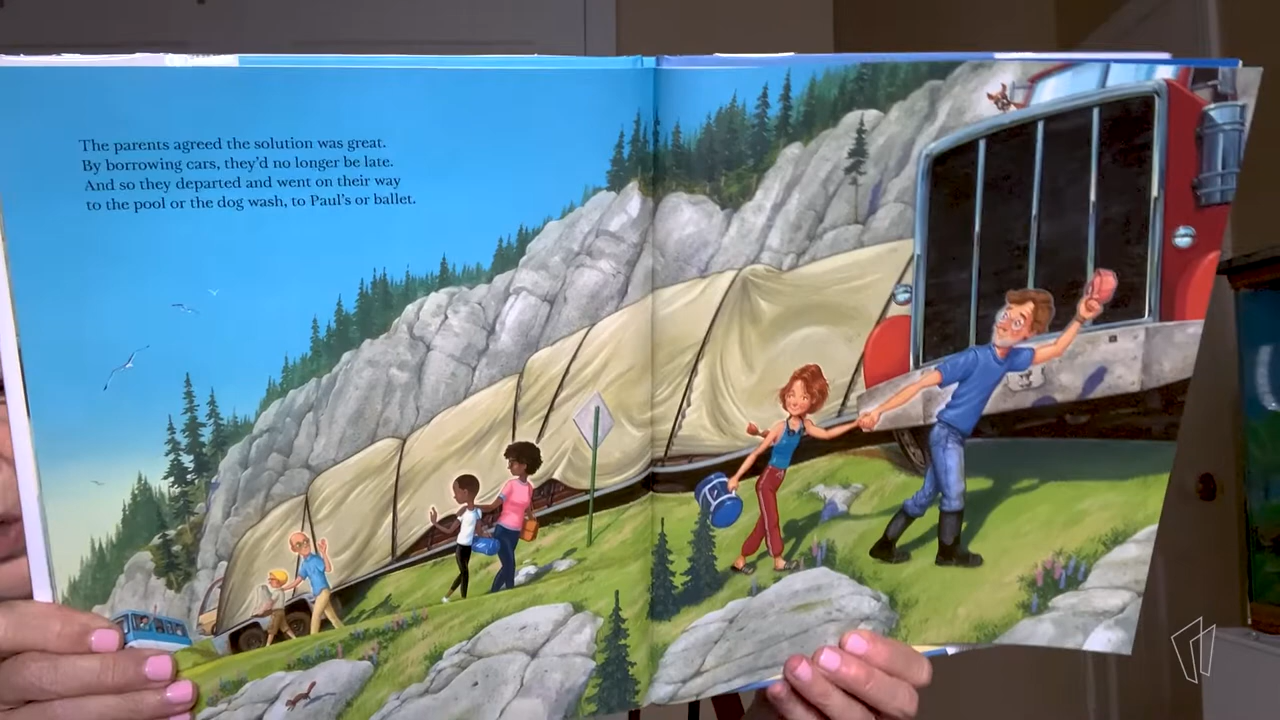 The parents agreed the solution was great.
By borrowing cars, they'd no longer be late.
And so they departed and went on their way
to the pool or the dog wash, to Paul's or ballet.